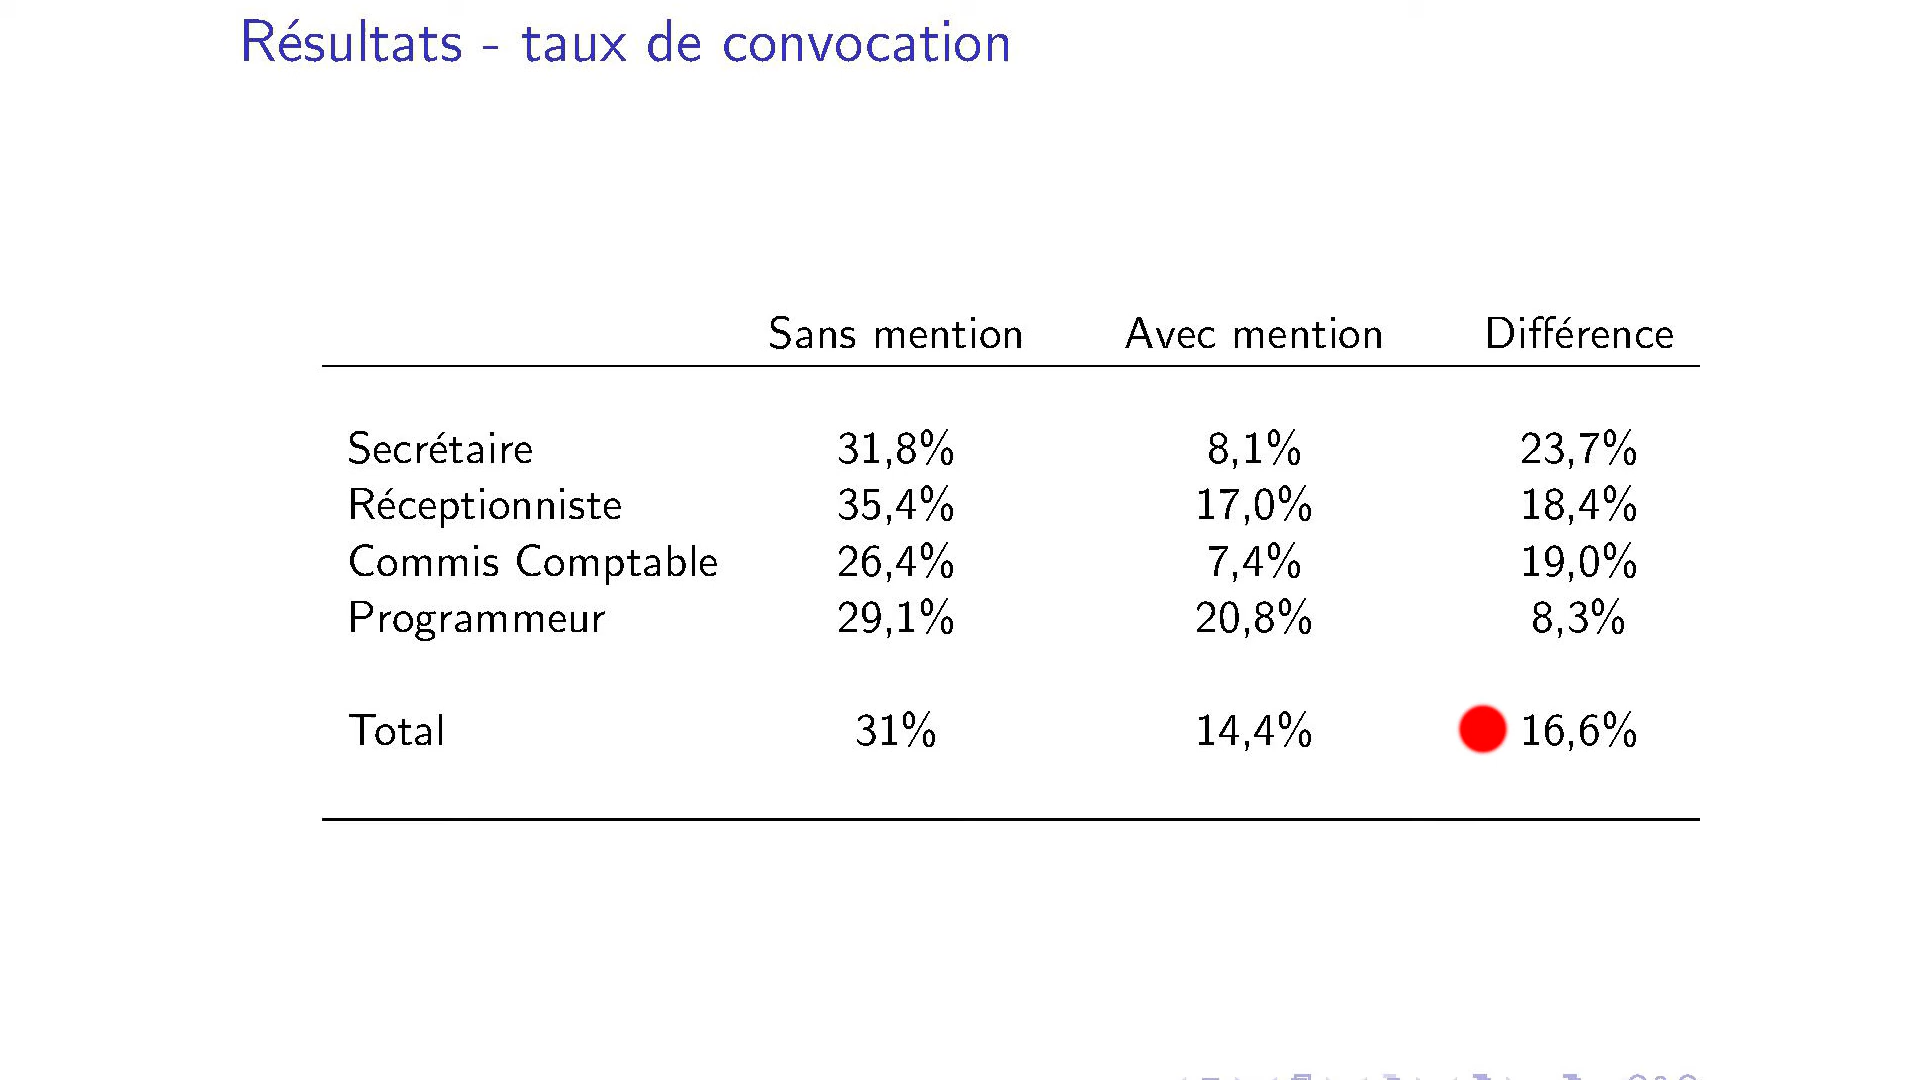 Résultats - taux de convocation
Sans mention Avec mention Différence
Secrétaire 31,8% 8,1% 23,7%
Réceptionniste 35,4% 17,0% 18,4%
Commis Comptable 26,4% 7,4% 19,0%
Programmeur 29,1% 20,8% 8,3%
Total 31% 14,4% 16,6%